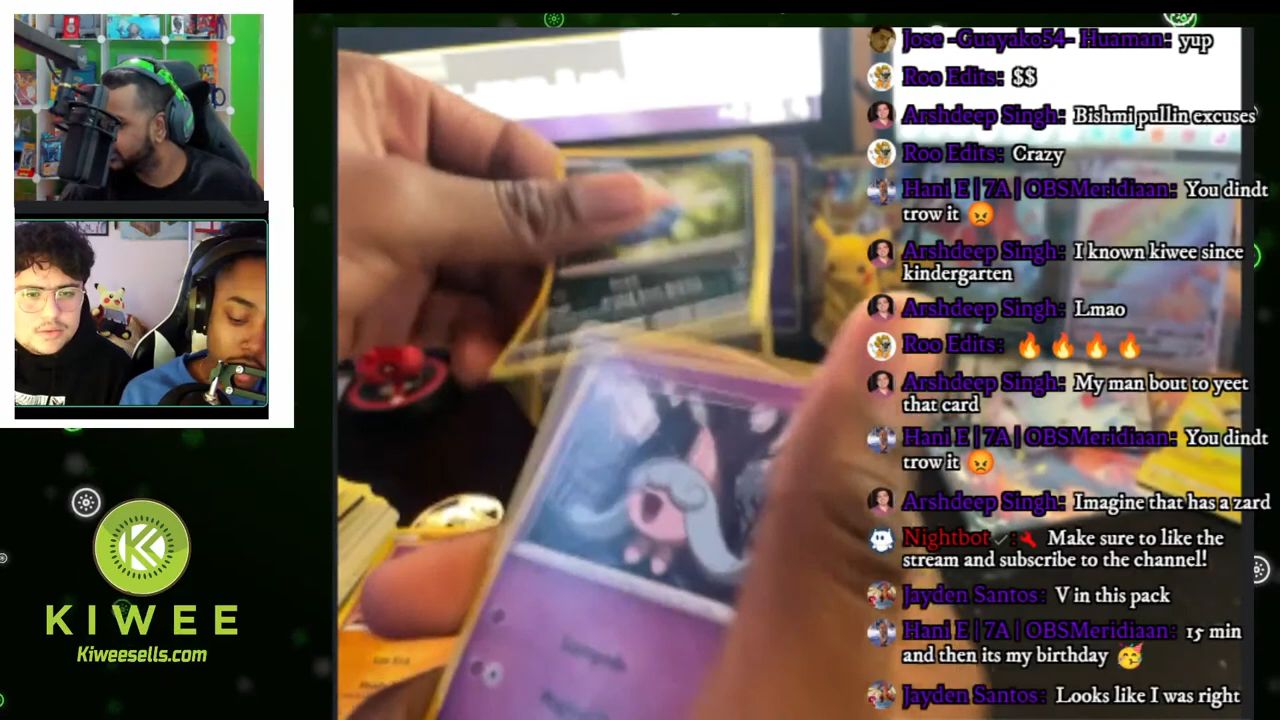 Jose -Guayako54- Huaman: yup
Roo Edits: $$
Arshdeep Singh: Bishmi pullin excuses
Roo Edits: Crazy
Hani E | 7A | OBSMeridiaan: You dindt
trow it 😡
Arshdeep Singh: I known kiwee since
kindergarten
Arshdeep Singh: Lmao
Roo Edits: 🔥 🔥 🔥 🔥
Arshdeep Singh: My man bout to yeet
that card
Hani E | 7A | OBSMeridiaan: You dindt
trow it 😡
Arshdeep Singh: Imagine that has a zard
Nightbot ✓ : Make sure to like the
stream and subscribe to the channel!
Jayden Santos: V in this pack
Hani E | 7A | OBSMeridiaan: 15 min
and then its my birthday 🥳
Jayden Santos: Looks like I was right
K
KIWEE
Kiweesells.com